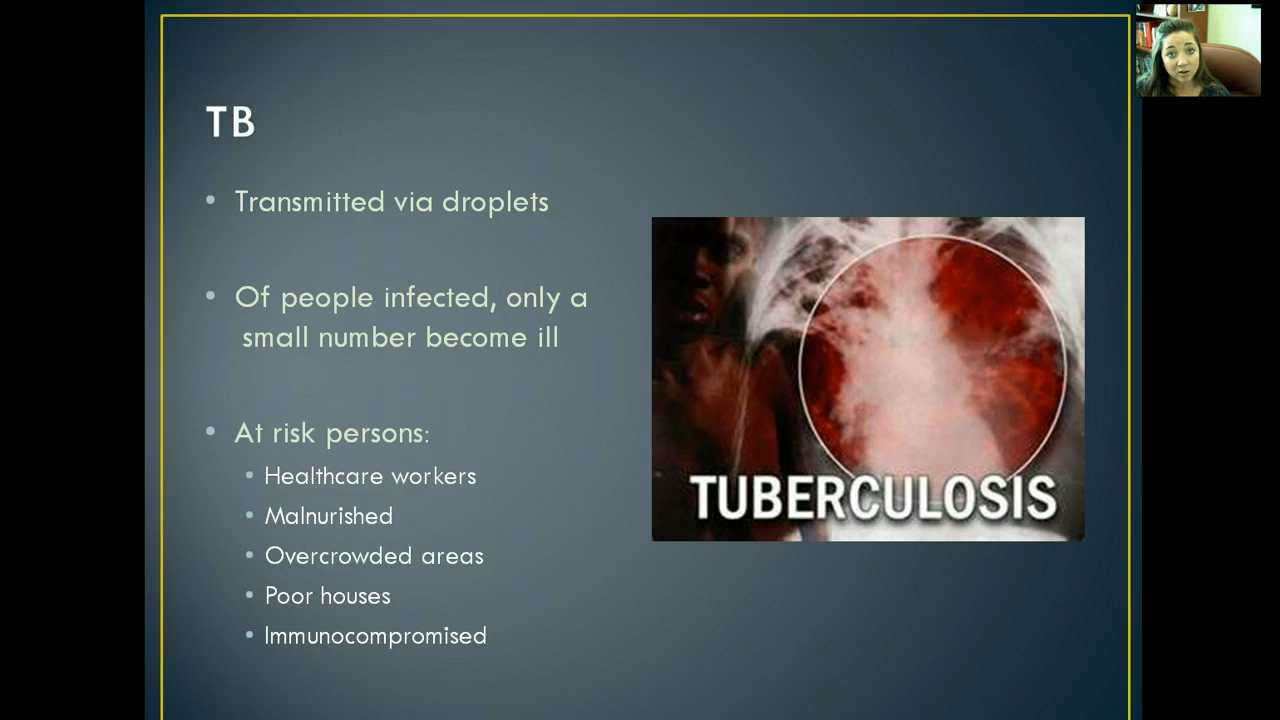 TB
• Transmitted via droplets
• Of people infected, only a
small number become ill
• At risk persons:
• Healthcare workers
• Malnurished
• Overcrowded areas
• Poor houses
• Immunocompromised
TUBERCULOSIS